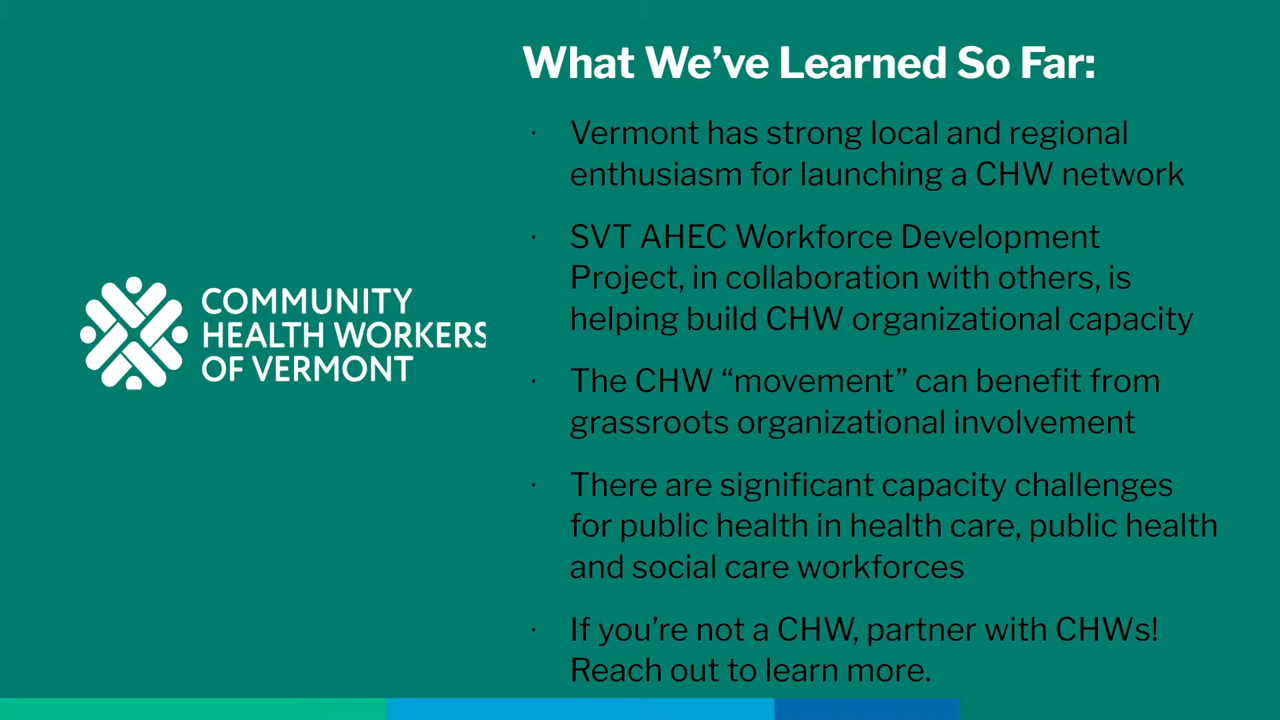 COMMUNITY
HEALTH WORKERS
OF VERMONT
What We’ve Learned So Far:
· Vermont has strong local and regional
enthusiasm for launching a CHW network
· SVT AHEC Workforce Development
Project, in collaboration with others, is
helping build CHW organizational capacity
· The CHW “movement” can benefit from
grassroots organizational involvement
· There are significant capacity challenges
for public health in health care, public health
and social care workforces
· If you’re not a CHW, partner with CHWs!
Reach out to learn more.